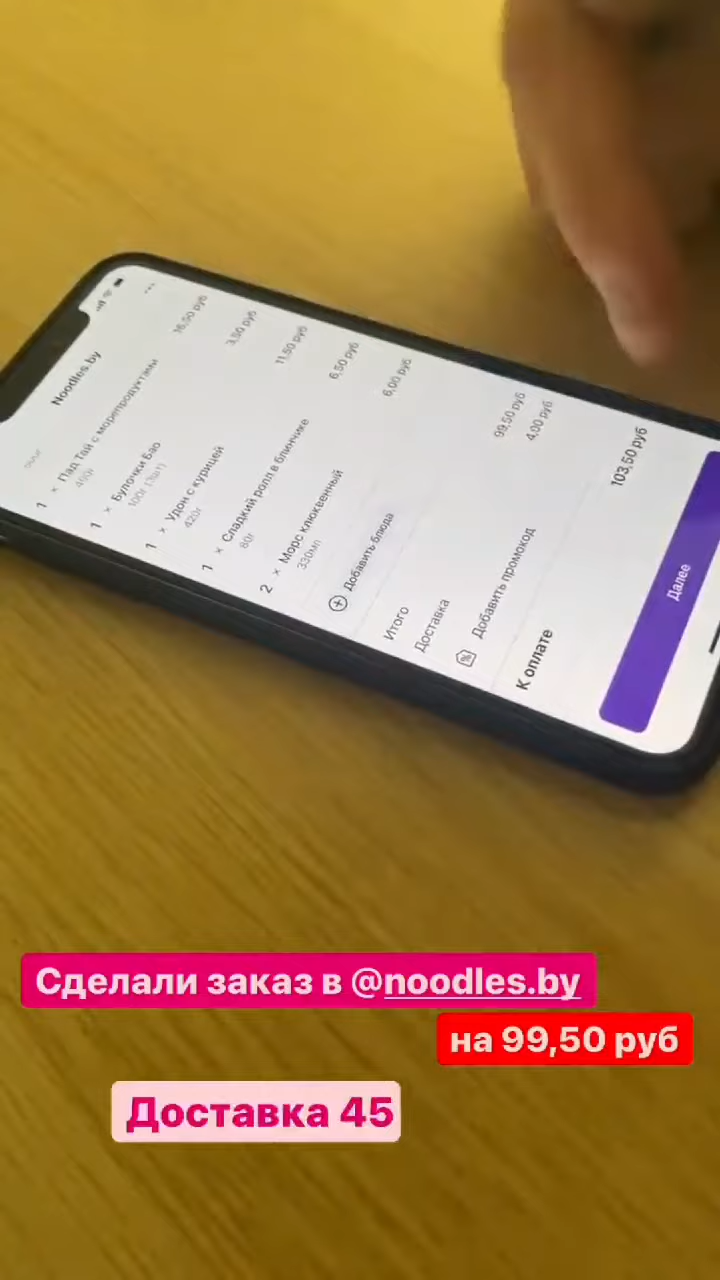 Noodles.by
1 × Пад Тай с морепродуктами 16,50 руб
1 × Булочки Бао 3,50 руб
100г (3шт)
1 × Удон с курицей 11,50 руб
420г
1 × Сладкий ролл в блинчике 6,50 руб
80г
2 × Морс клюквенный 6,00 руб
330мл
Добавить блюда
Итого 99,50 руб
Доставка 4,00 руб
Добавить промокод
К оплате 103,50 руб
Далее
Сделали заказ в @noodles.by
на 99,50 руб
Доставка 45